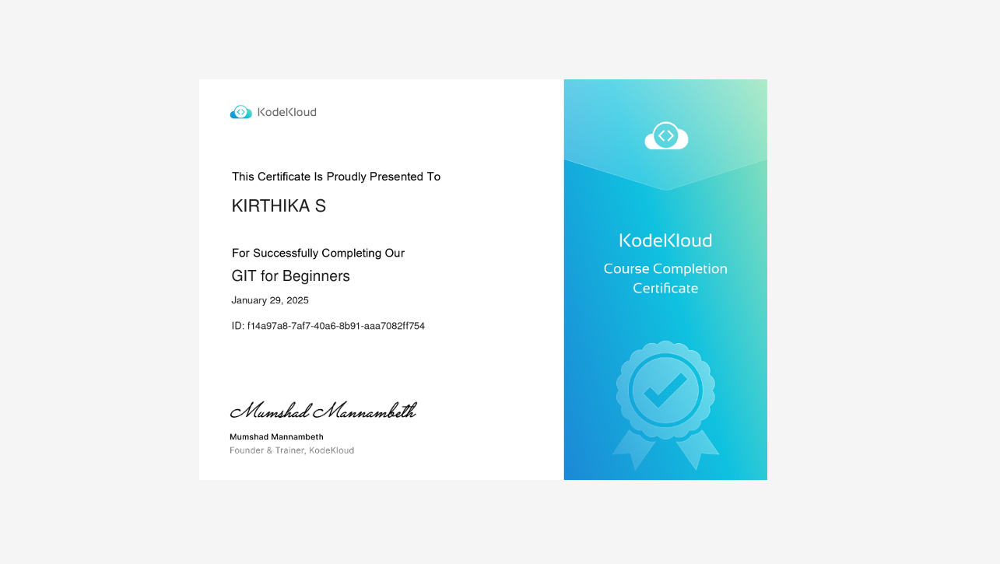 KodeKloud
This Certificate Is Proudly Presented To
KIRTHIKA S
For Successfully Completing Our
GIT for Beginners
January 29, 2025
ID: f14a97a8-7af7-40a6-8b91-aaa7082ff754
Mumshad Mannambeth
Mumshad Mannambeth
Founder & Trainer, KodeKloud
KodeKloud
Course Completion
Certificate